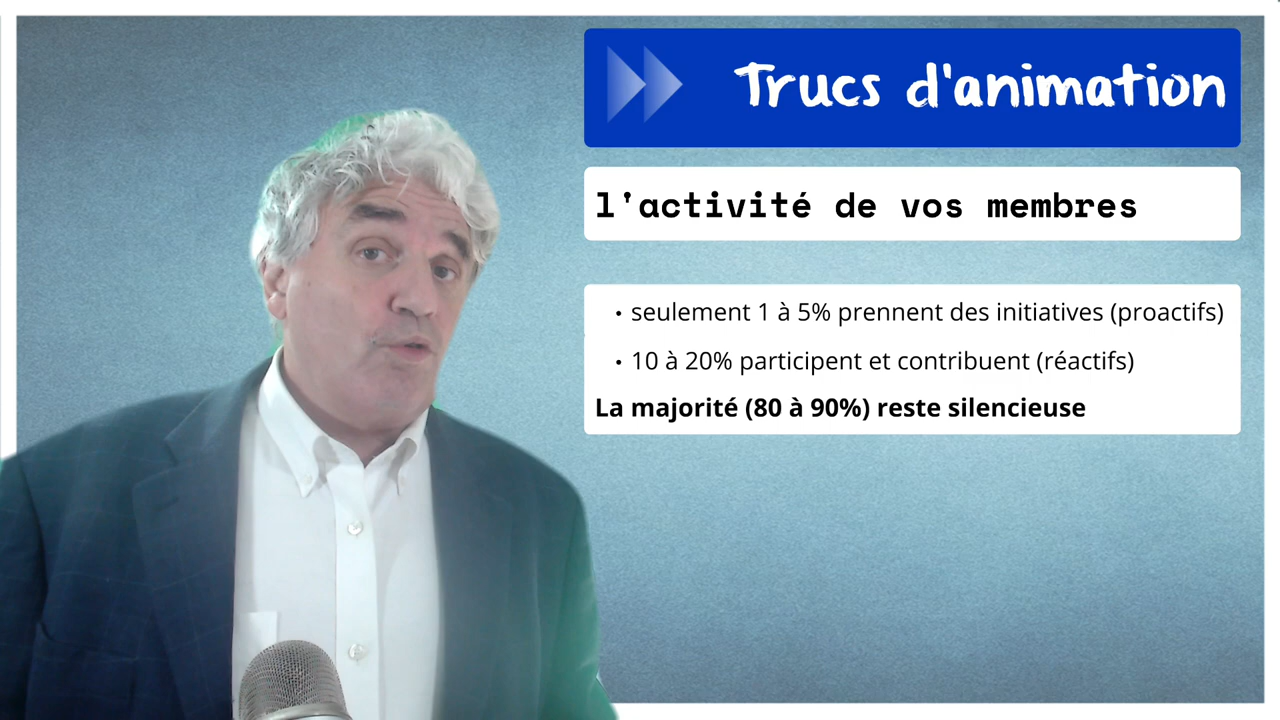 Trucs d'animation
l'activité de vos membres
• seulement 1 à 5% prennent des initiatives (proactifs)
• 10 à 20% participent et contribuent (réactifs)
La majorité (80 à 90%) reste silencieuse